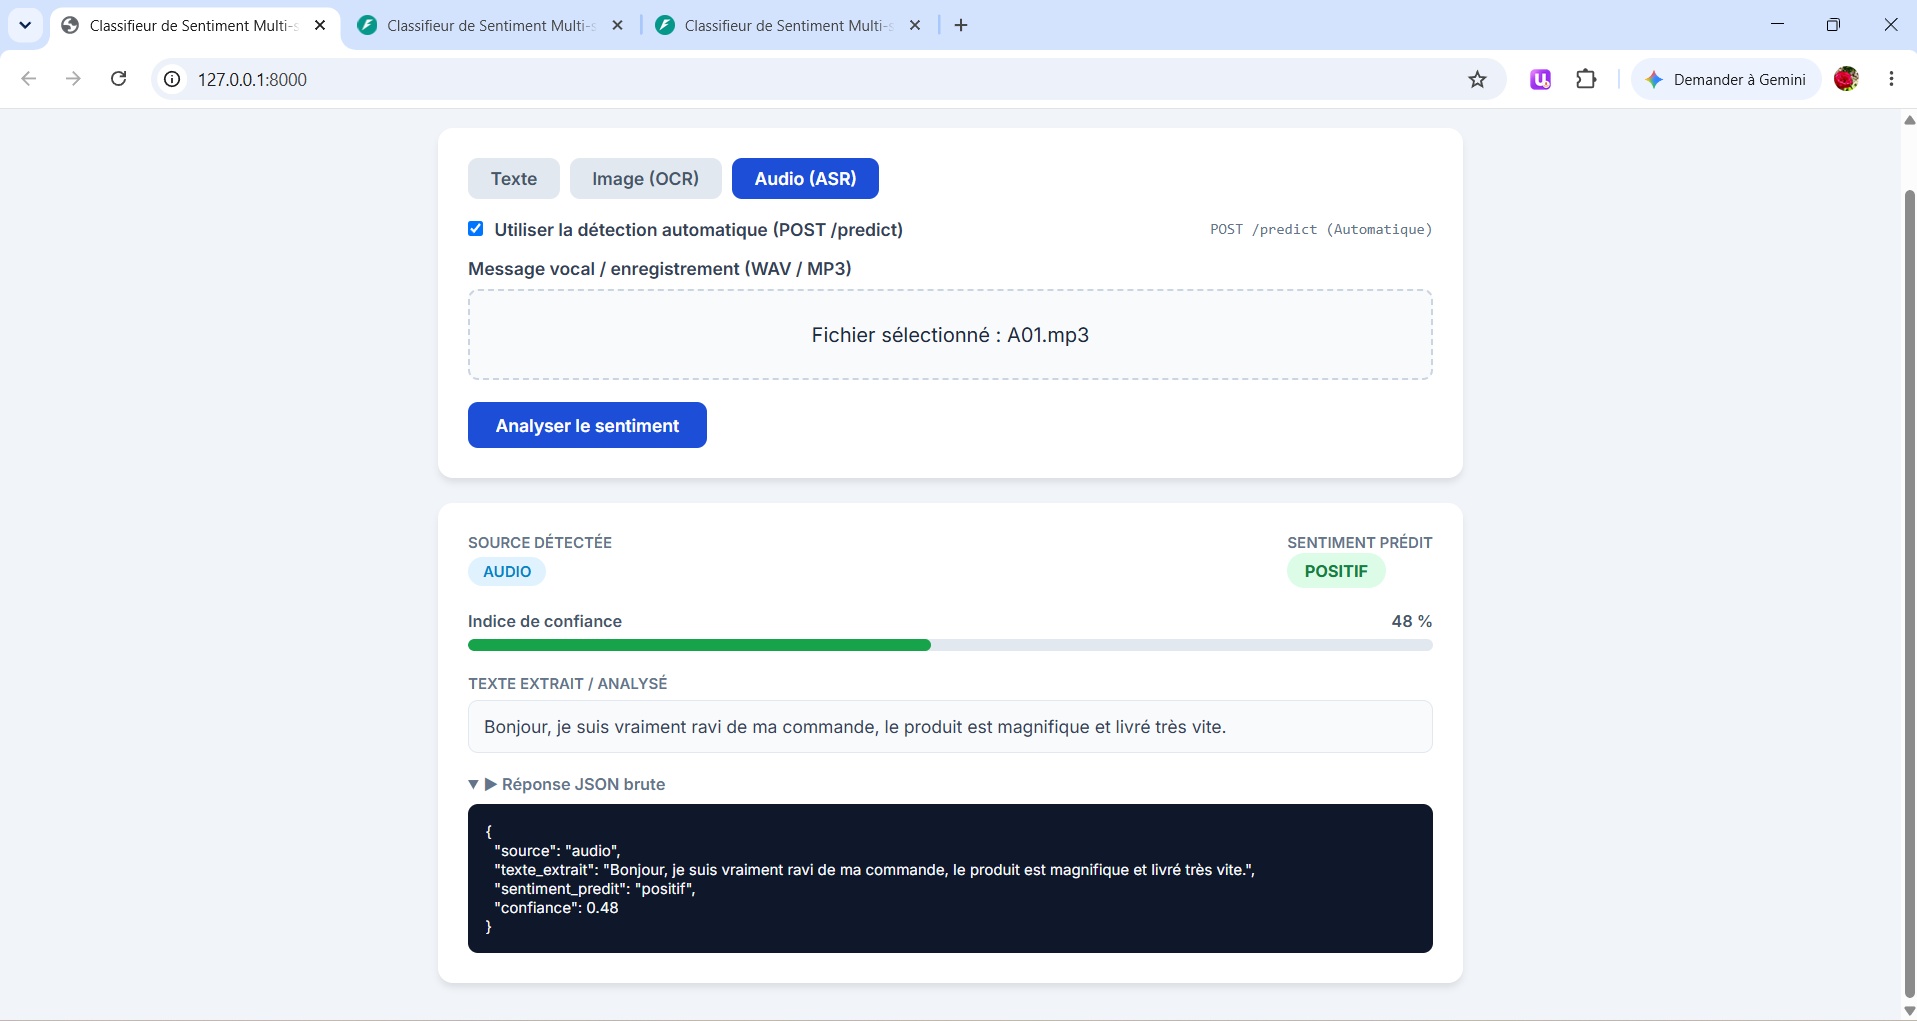 Classifieur de Sentiment Multi-s
Classifieur de Sentiment Multi-s
Classifieur de Sentiment Multi-s
127.0.0.1:8000
Demander à Gemini
Texte
Image (OCR)
Audio (ASR)
Utiliser la détection automatique (POST /predict)
POST /predict (Automatique)
Message vocal / enregistrement (WAV / MP3)
Fichier sélectionné : A01.mp3
Analyser le sentiment
SOURCE DÉTECTÉE
SENTIMENT PRÉDIT
AUDIO
POSITIF
Indice de confiance
48 %
TEXTE EXTRAIT / ANALYSÉ
Bonjour, je suis vraiment ravi de ma commande, le produit est magnifique et livré très vite.
▼ ▶ Réponse JSON brute
{
"source": "audio",
"texte_extrait": "Bonjour, je suis vraiment ravi de ma commande, le produit est magnifique et livré très vite.",
"sentiment_predit": "positif",
"confiance": 0.48
}